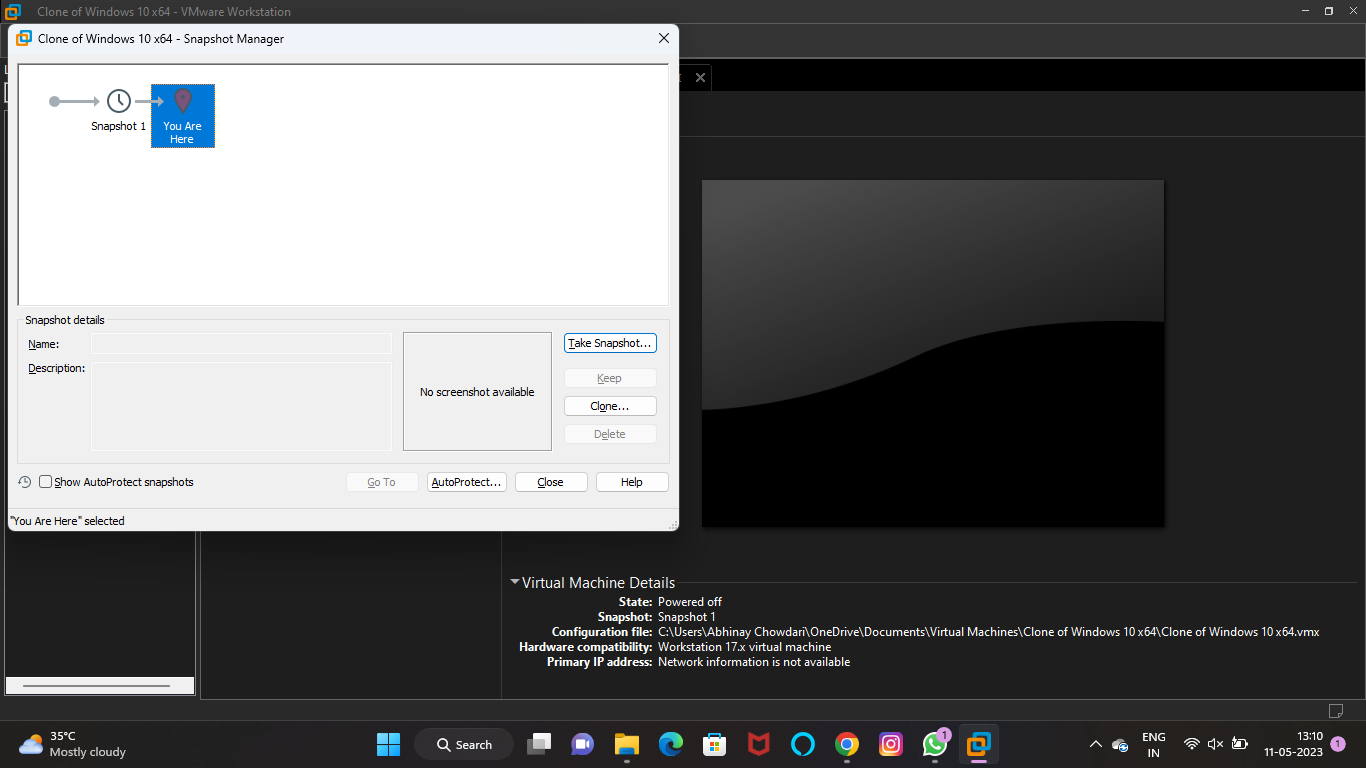 Clone of Windows 10 x64 - VMware Workstation
Clone of Windows 10 x64 - Snapshot Manager
Snapshot 1
You Are
Here
Snapshot details
Name:
Description:
No screenshot available
Take Snapshot...
Keep
Clone...
Delete
Show AutoProtect snapshots
Go To
AutoProtect...
Close
Help
"You Are Here" selected
Virtual Machine Details
State: Powered off
Snapshot: Snapshot 1
Configuration file: C:\Users\Abhinay Chowdari\OneDrive\Documents\Virtual Machines\Clone of Windows 10 x64\Clone of Windows 10 x64.vmx
Hardware compatibility: Workstation 17.x virtual machine
Primary IP address: Network information is not available
35°C
Mostly cloudy
Search
1
ENG
IN
13:10
11-05-2023
1